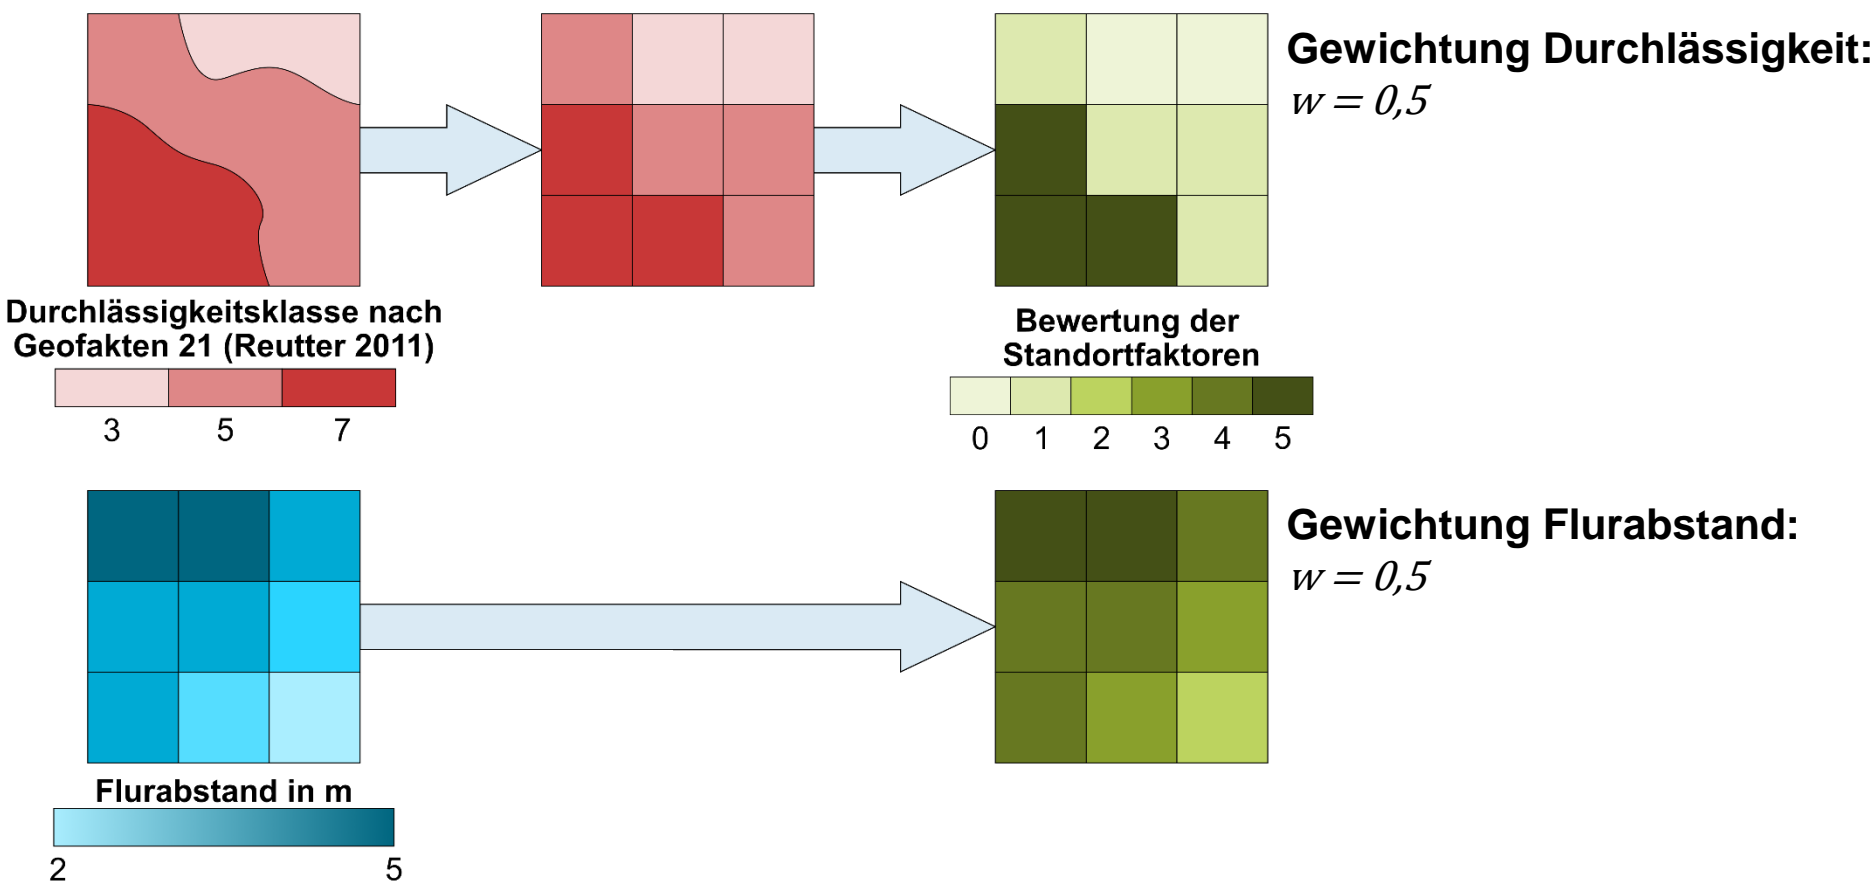 Gewichtung Durchlässigkeit:
w = 0,5
Durchlässigkeitsklasse nach
Geofakten 21 (Reutter 2011)
3 5 7
Bewertung der
Standortfaktoren
0 1 2 3 4 5
Gewichtung Flurabstand:
w = 0,5
Flurabstand in m
2 5